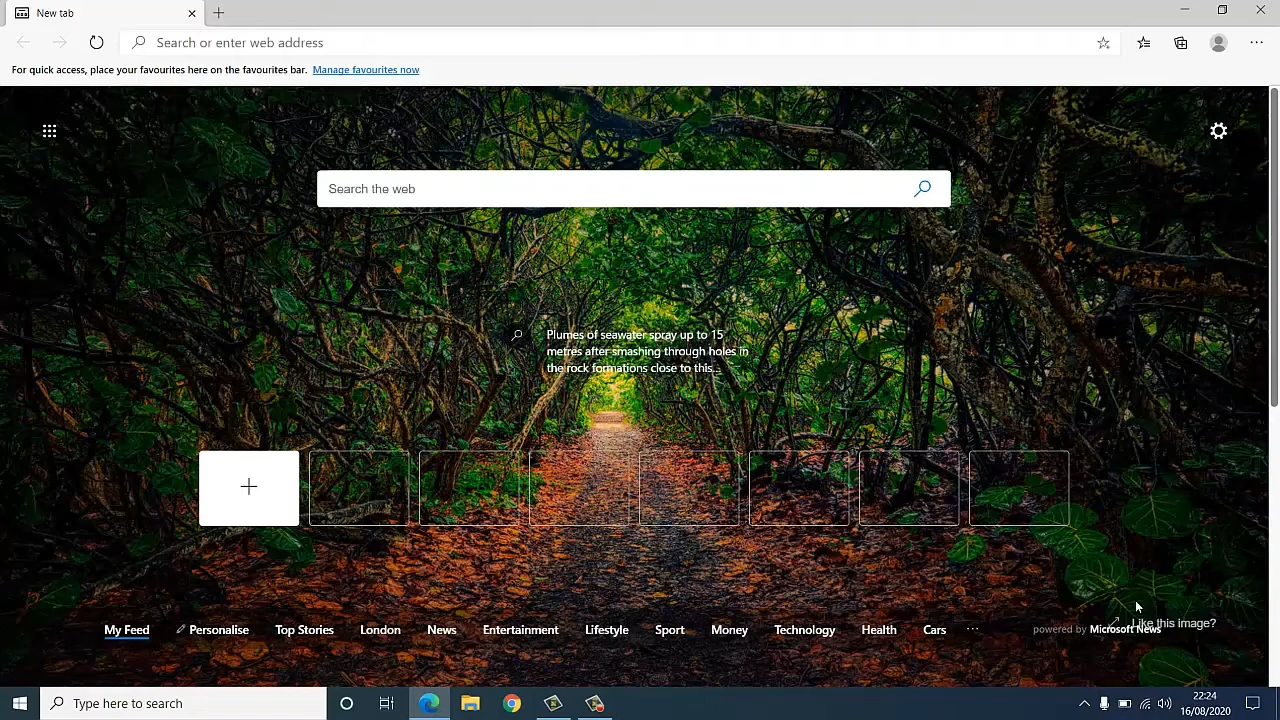 New tab
Search or enter web address
For quick access, place your favourites here on the favourites bar. Manage favourites now
Search the web
Plumes of seawater spray up to 15
metres after smashing through holes in
the rock formations close to this...
Like this image?
My Feed Personalise Top Stories London News Entertainment Lifestyle Sport Money Technology Health Cars ... powered by Microsoft News
Type here to search
22:24
16/08/2020